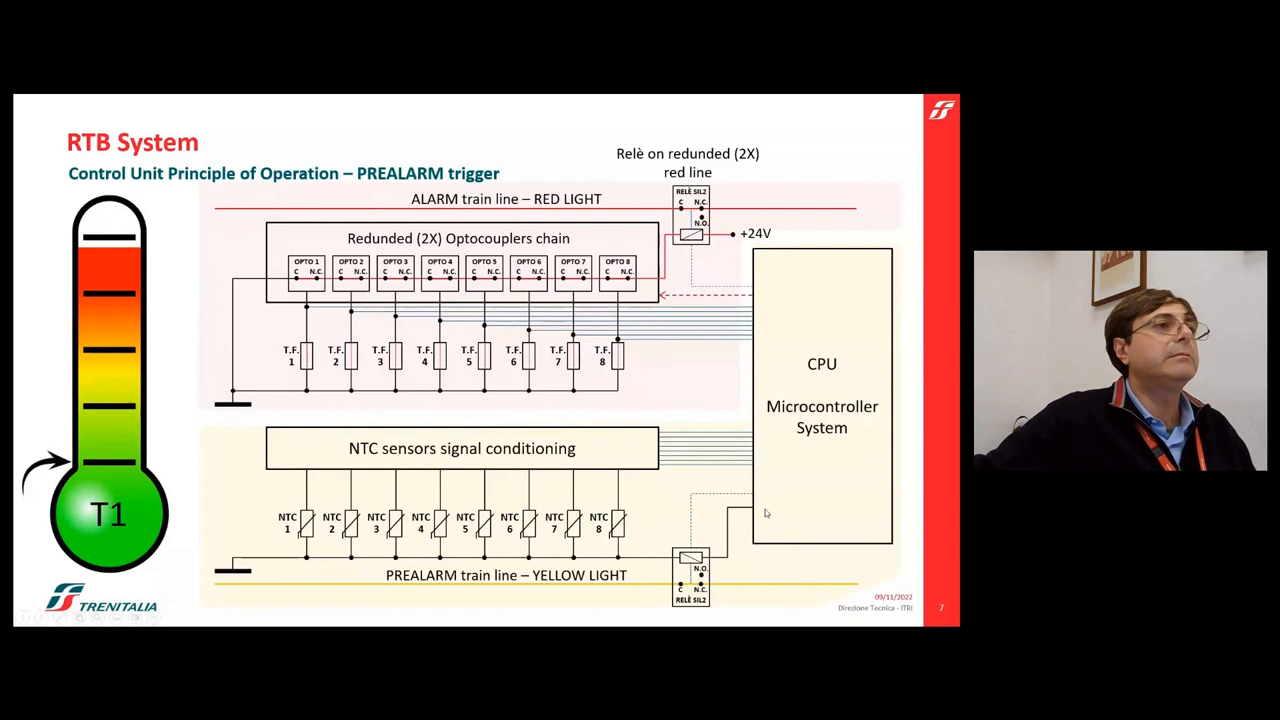 RTB System
Control Unit Principle of Operation – PREALARM trigger
Relè on redunded (2X)
red line
ALARM train line – RED LIGHT
RELÈ SIL2
C N.C.
N.O.
+24V
Redunded (2X) Optocouplers chain
OPTO 1 OPTO 2 OPTO 3 OPTO 4 OPTO 5 OPTO 6 OPTO 7 OPTO 8
C N.C. C N.C. C N.C. C N.C. C N.C. C N.C. C N.C. C N.C.
T.F. T.F. T.F. T.F. T.F. T.F. T.F. T.F.
1 2 3 4 5 6 7 8
CPU
Microcontroller
System
NTC sensors signal conditioning
T1
NTC NTC NTC NTC NTC NTC NTC NTC
1 2 3 4 5 6 7 8
PREALARM train line – YELLOW LIGHT
N.O.
C N.C.
RELÈ SIL2
TRENITALIA
09/11/2022
Direzione Tecnica - ITRI
7